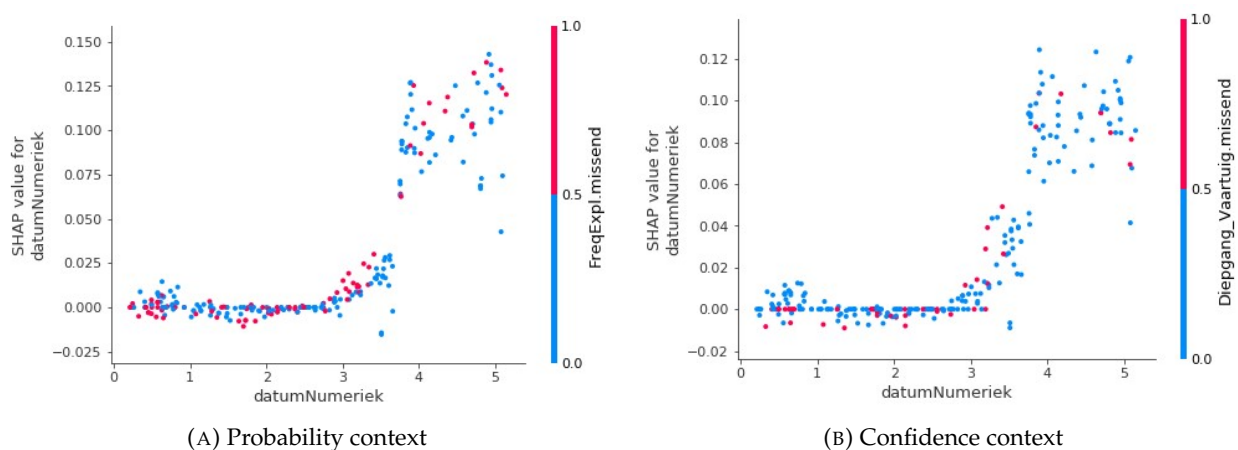 0.150
0.125
0.100
0.075
0.050
0.025
0.000
−0.025
SHAP value for
datumNumeriek
0 1 2 3 4 5
datumNumeriek
1.0
0.5
0.0
FreqExpl.missend
(A) Probability context
0.12
0.10
0.08
0.06
0.04
0.02
0.00
−0.02
SHAP value for
datumNumeriek
0 1 2 3 4 5
datumNumeriek
1.0
0.5
0.0
Diepgang_Vaartuig.missend
(B) Confidence context